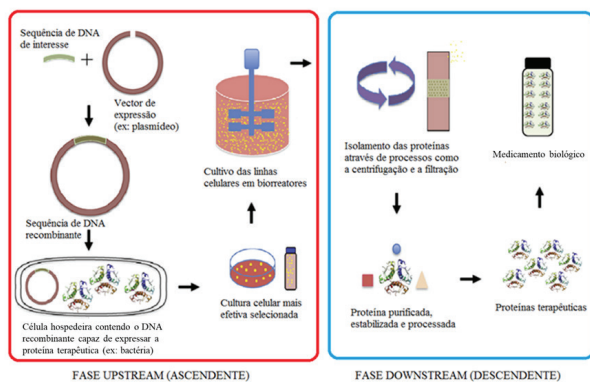 Sequência de DNA
de interesse
Vector de
expressão
(ex: plasmídeo)
Sequência de DNA
recombinante
Célula hospedeira contendo o DNA
recombinante capaz de expressar a
proteína terapêutica (ex: bactéria)
Cultivo das linhas
celulares em biorreatores
Cultura celular mais
efetiva selecionada
FASE UPSTREAM (ASCENDENTE)
Isolamento das proteínas
através de processos como
a centrifugação e a filtração
Proteína purificada,
estabilizada e processada
Medicamento biológico
Proteínas terapêuticas
FASE DOWNSTREAM (DESCENDENTE)